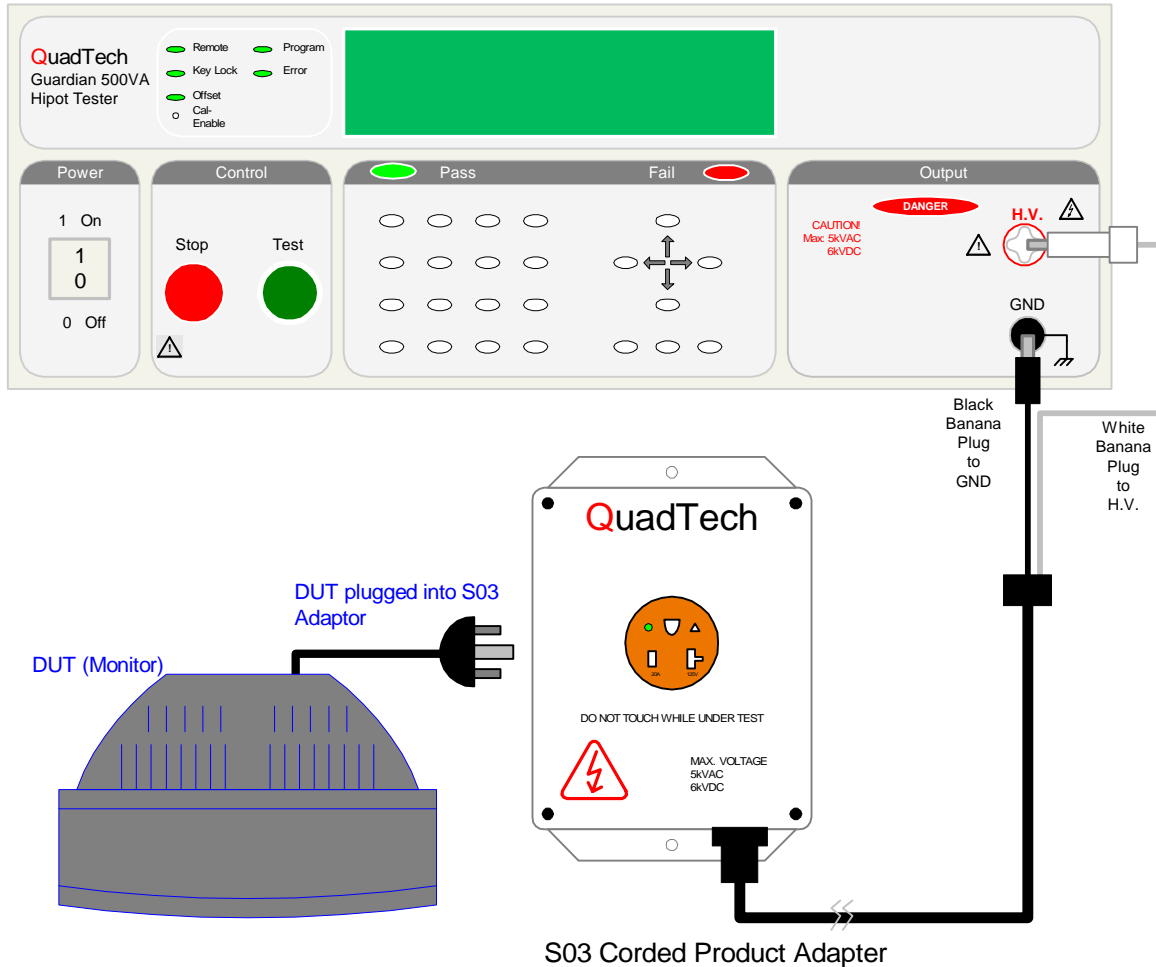 QuadTech
Guardian 500VA
Hipot Tester
Remote
Program
Key Lock
Error
Offset
Cal-
Enable
Power
1 On
1
0
0 Off
Control
Stop
Test
Pass
Fail
Output
DANGER
CAUTION!
Max: 5kVAC
6kVDC
H.V.
GND
Black
Banana
Plug
to
GND
White
Banana
Plug
to
H.V.
QuadTech
20A
125V
DO NOT TOUCH WHILE UNDER TEST
MAX. VOLTAGE
5kVAC
6kVDC
DUT plugged into S03
Adaptor
DUT (Monitor)
S03 Corded Product Adapter